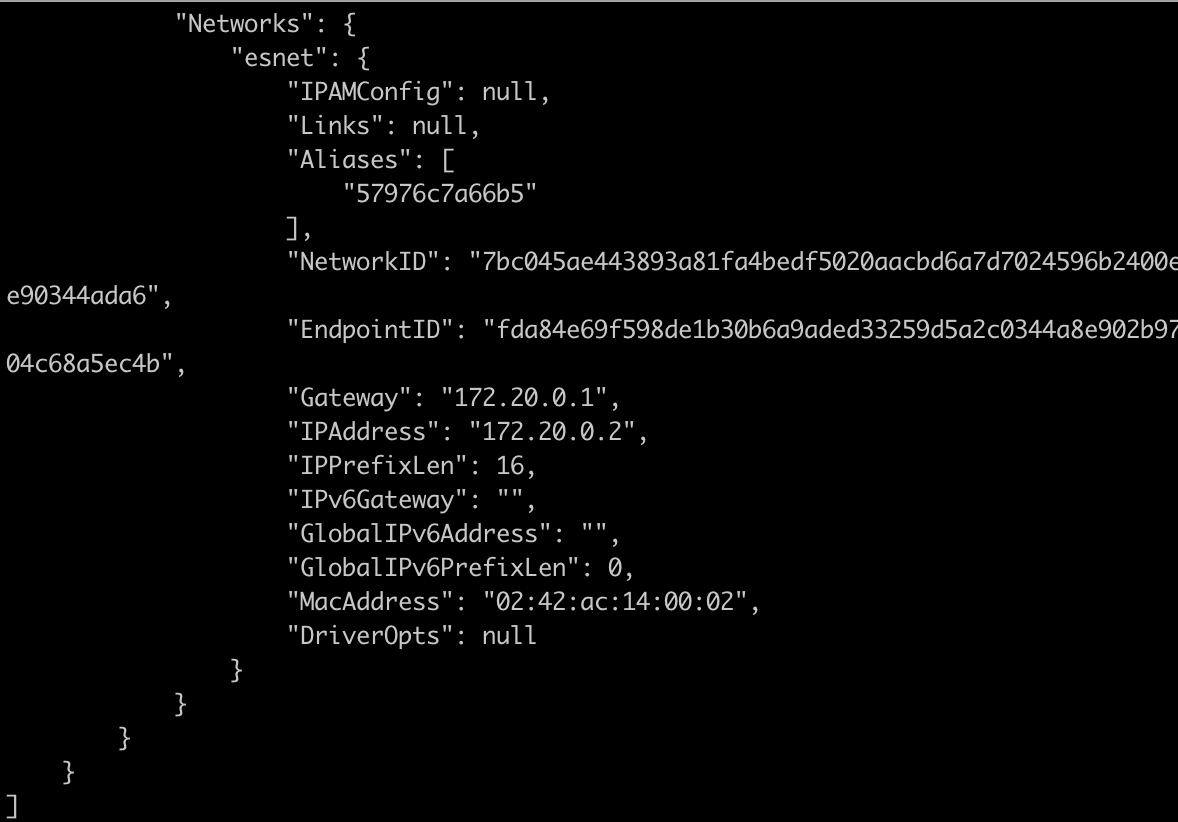 "Networks": {
"esnet": {
"IPAMConfig": null,
"Links": null,
"Aliases": [
"57976c7a66b5"
],
"NetworkID": "7bc045ae443893a81fa4bedf5020aacbd6a7d7024596b2400e
e90344ada6",
"EndpointID": "fda84e69f598de1b30b6a9aded33259d5a2c0344a8e902b97
04c68a5ec4b",
"Gateway": "172.20.0.1",
"IPAddress": "172.20.0.2",
"IPPrefixLen": 16,
"IPv6Gateway": "",
"GlobalIPv6Address": "",
"GlobalIPv6PrefixLen": 0,
"MacAddress": "02:42:ac:14:00:02",
"DriverOpts": null
}
}
}
}
]